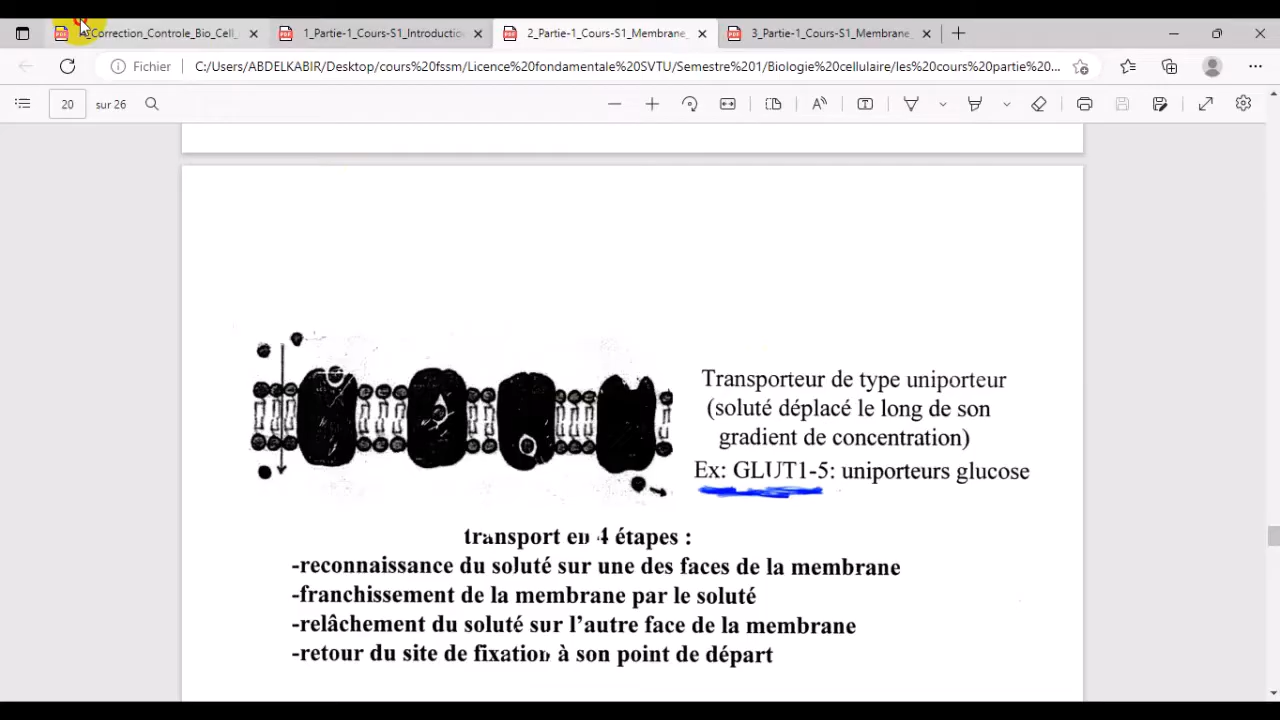 Correction_Controle_Bio_Cell_
1_Partie-1_Cours-S1_Introductio
2_Partie-1_Cours-S1_Membrane_
3_Partie-1_Cours-S1_Membrane_
Fichier
C:/Users/ABDELKABIR/Desktop/cours%20fssm/Licence%20fondamentale%20SVTU/Semestre%201/Biologie%20cellulaire/les%20cours%20partie%20...
20 sur 26
Transporteur de type uniporteur
(soluté déplacé le long de son
gradient de concentration)
Ex: GLUT1-5: uniporteurs glucose
transport en 4 étapes :
-reconnaissance du soluté sur une des faces de la membrane
-franchissement de la membrane par le soluté
-relâchement du soluté sur l'autre face de la membrane
-retour du site de fixation à son point de départ